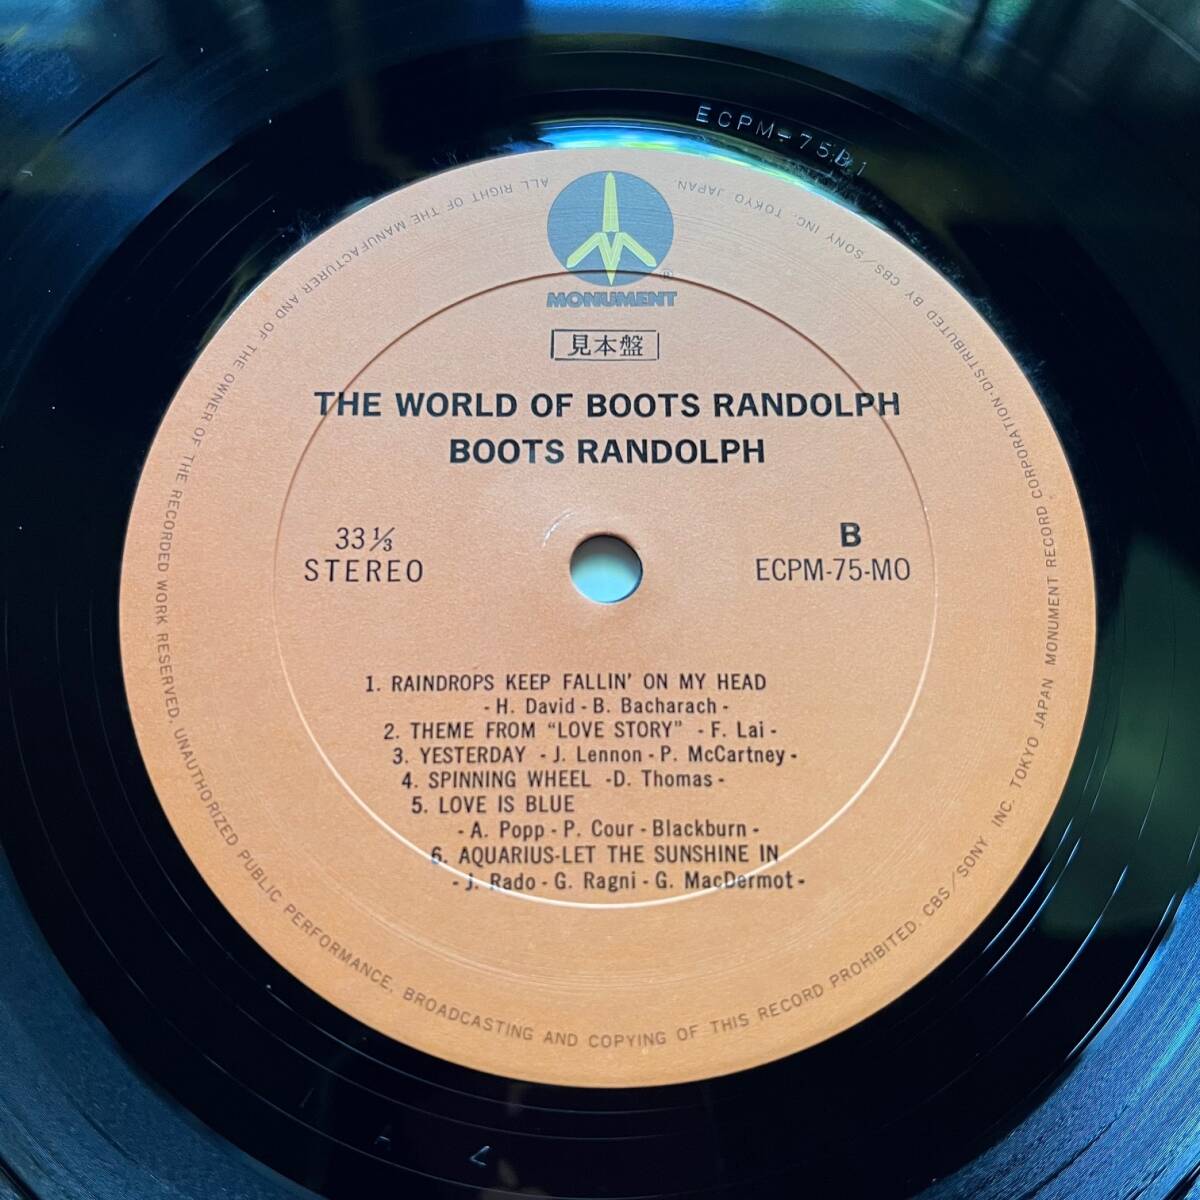 ECPM-75B1
MONUMENT
®
見本盤
THE WORLD OF BOOTS RANDOLPH
BOOTS RANDOLPH
33 ⅓
STEREO
B
ECPM-75-MO
1. RAINDROPS KEEP FALLIN' ON MY HEAD
- H. David - B. Bacharach -
2. THEME FROM “LOVE STORY” - F. Lai -
3. YESTERDAY - J. Lennon - P. McCartney -
4. SPINNING WHEEL -D. Thomas -
5. LOVE IS BLUE
- A. Popp - P. Cour - Blackburn -
6. AQUARIUS-LET THE SUNSHINE IN
- J. Rado - G. Ragni - G. MacDermot -
ALL RIGHT OF THE MANUFACTURER AND OF THE OWNER OF THE RECORDED WORK RESERVED. UNAUTHORIZED PUBLIC PERFORMANCE, BROADCASTING AND COPYING OF THIS RECORD PROHIBITED. CBS/SONY INC. TOKYO JAPAN MONUMENT RECORD CORPORATION·DISTRIBUTED BY CBS/SONY INC. TOKYO. JAPAN.